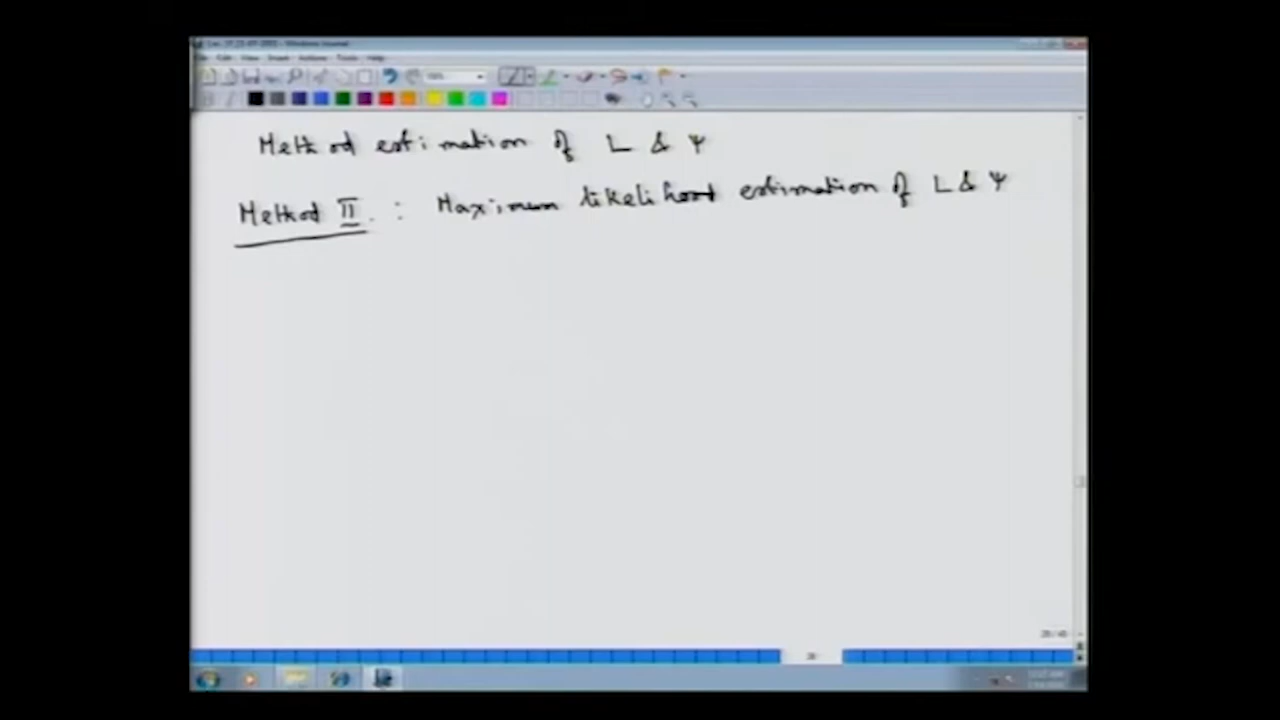 Method estimation of L & Ψ
Method II : Maximum likelihood estimation of L & Ψ